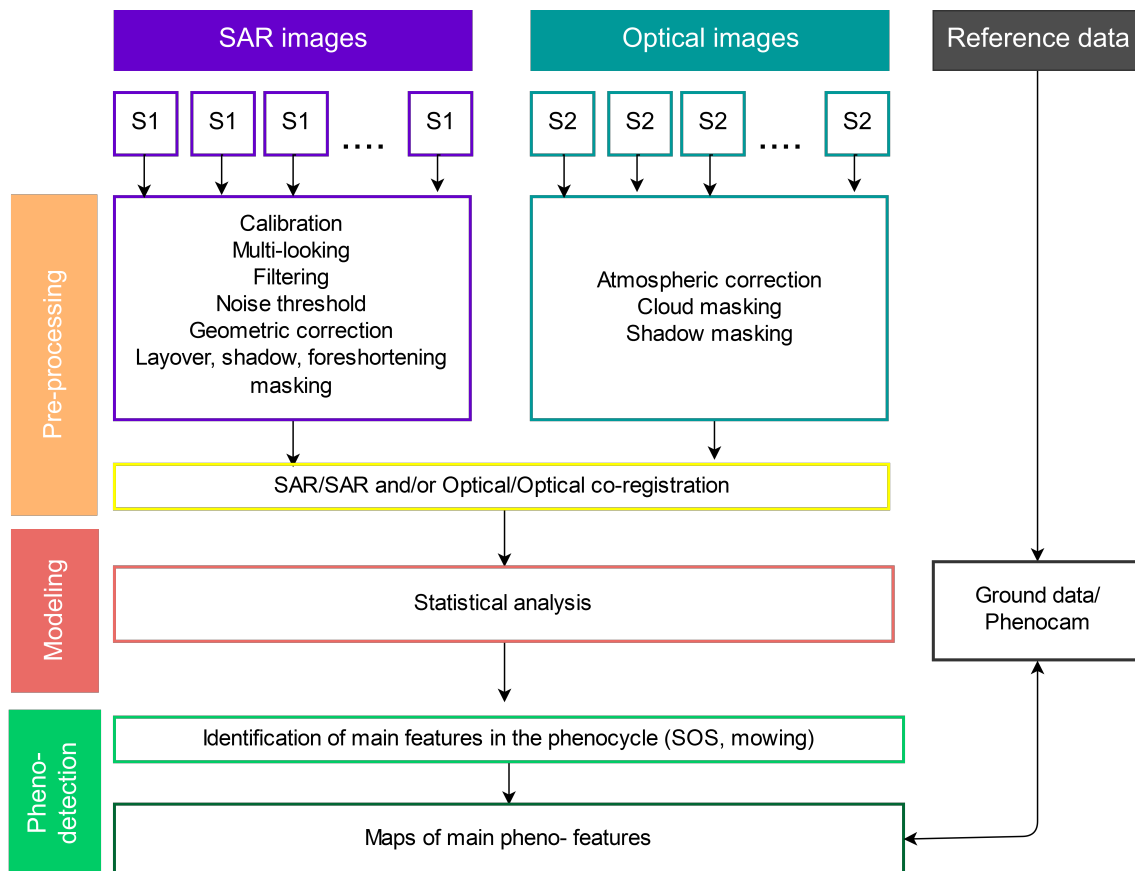 SAR images
Optical images
Reference data
S1
S1
S1
....
S1
S2
S2
S2
....
S2
Pre-processing
Calibration
Multi-looking
Filtering
Noise threshold
Geometric correction
Layover, shadow, foreshortening
masking
Atmospheric correction
Cloud masking
Shadow masking
SAR/SAR and/or Optical/Optical co-registration
Modeling
Statistical analysis
Ground data/
Phenocam
Pheno-
detection
Identification of main features in the phenocycle (SOS, mowing)
Maps of main pheno- features